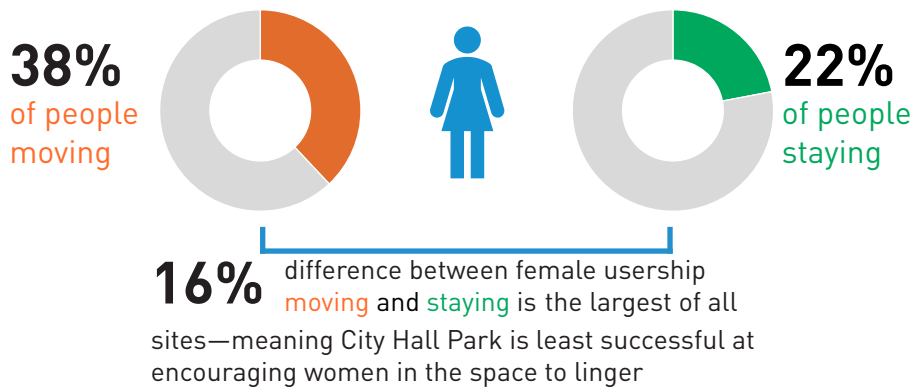 38%
of people
moving
22%
of people
staying
16% difference between female usership
moving and staying is the largest of all
sites—meaning City Hall Park is least successful at
encouraging women in the space to linger